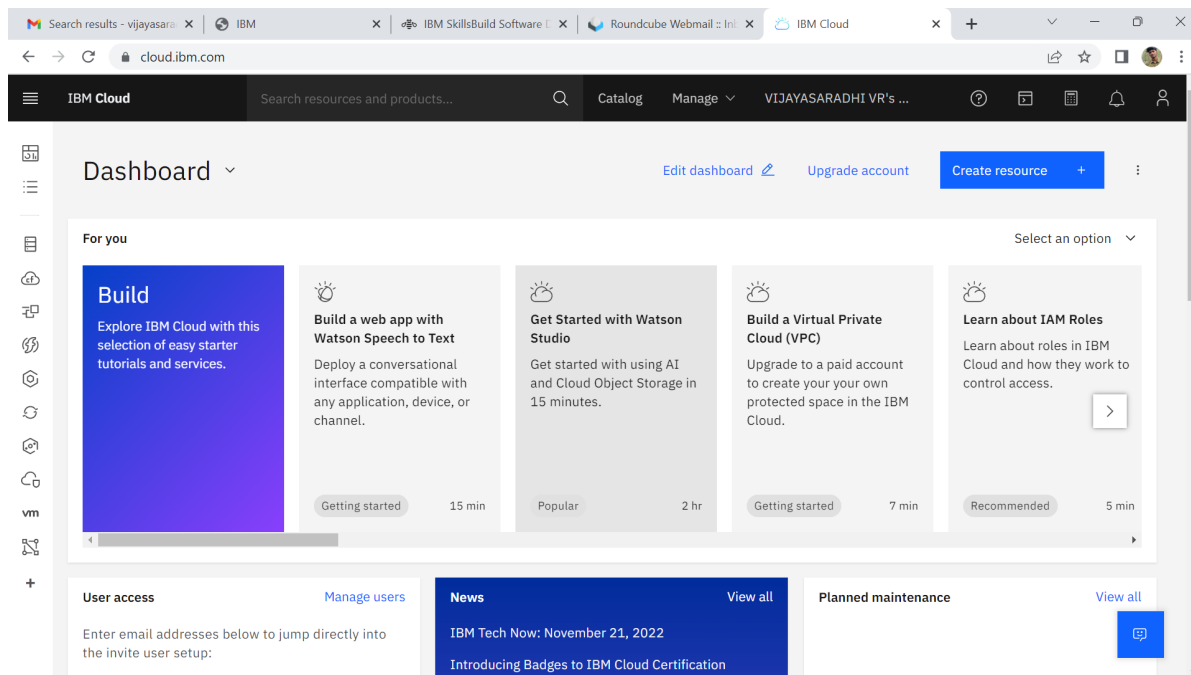 Search results - vijayasara
IBM
IBM SkillsBuild Software D
Roundcube Webmail :: Inb
IBM Cloud
cloud.ibm.com
IBM Cloud
Search resources and products...
Catalog
Manage
VIJAYASARADHI VR's ...
Dashboard
Edit dashboard
Upgrade account
Create resource +
For you
Select an option
Build
Explore IBM Cloud with this
selection of easy starter
tutorials and services.
Build a web app with
Watson Speech to Text
Deploy a conversational
interface compatible with
any application, device, or
channel.
Getting started
15 min
Get Started with Watson
Studio
Get started with using AI
and Cloud Object Storage in
15 minutes.
Popular
2 hr
Build a Virtual Private
Cloud (VPC)
Upgrade to a paid account
to create your your own
protected space in the IBM
Cloud.
Getting started
7 min
Learn about IAM Roles
Learn about roles in IBM
Cloud and how they work to
control access.
Recommended
5 min
vm
User access
Manage users
Enter email addresses below to jump directly into
the invite user setup:
News
View all
IBM Tech Now: November 21, 2022
Introducing Badges to IBM Cloud Certification
Planned maintenance
View all